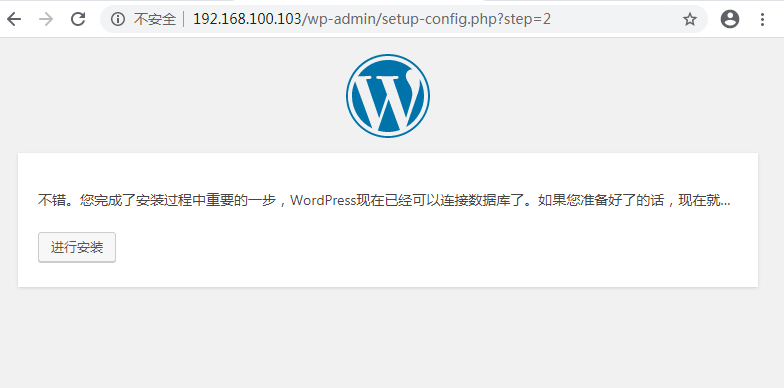 不安全 | 192.168.100.103/wp-admin/setup-config.php?step=2
不错。您完成了安装过程中重要的一步，WordPress现在已经可以连接数据库了。如果您准备好了的话，现在就...
进行安装